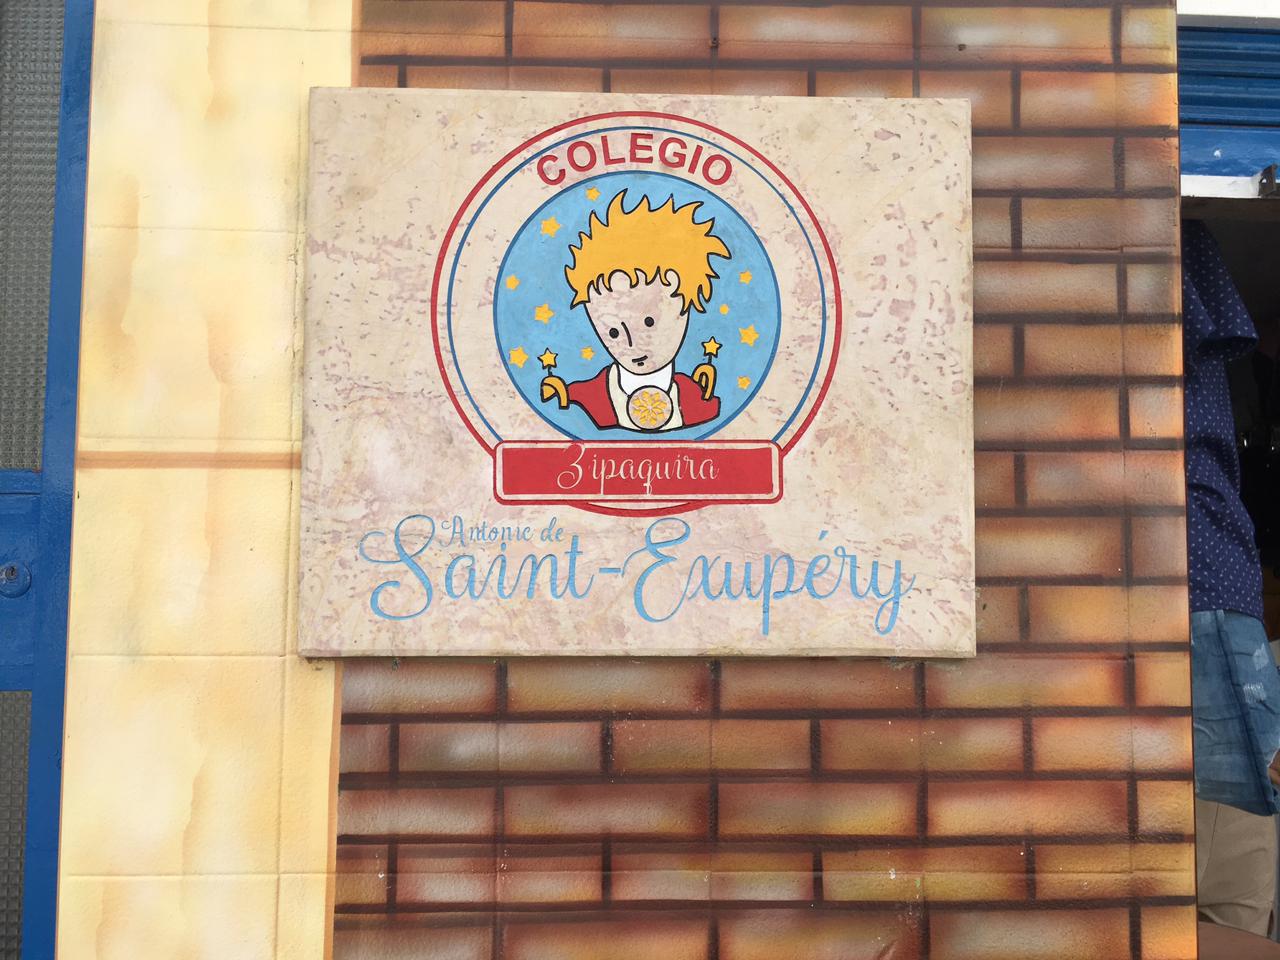 COLEGIO
Zipaquira
Antonie de
Saint-Exupéry